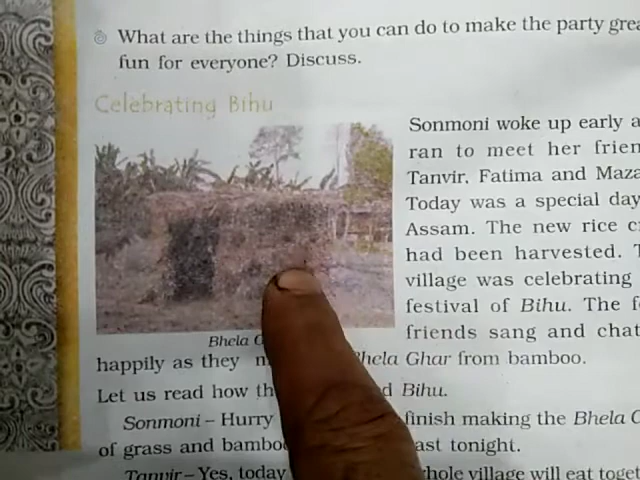 What are the things that you can do to make the party
fun for everyone? Discuss.
Celebrating Bihu
Sonmoni woke up early
ran to meet her
Tanvir, Fatima and
Today was a special day
Assam. The new rice
had been harvested.
village was celebrating
festival of Bihu. The
friends sang and
Bhela
happily as they Bhela Ghar from bamboo.
Let us read how Bihu.
Sonmoni – Hurry finish making the Bhela
of grass and tonight.
Tanvir – Yes, today whole village will eat